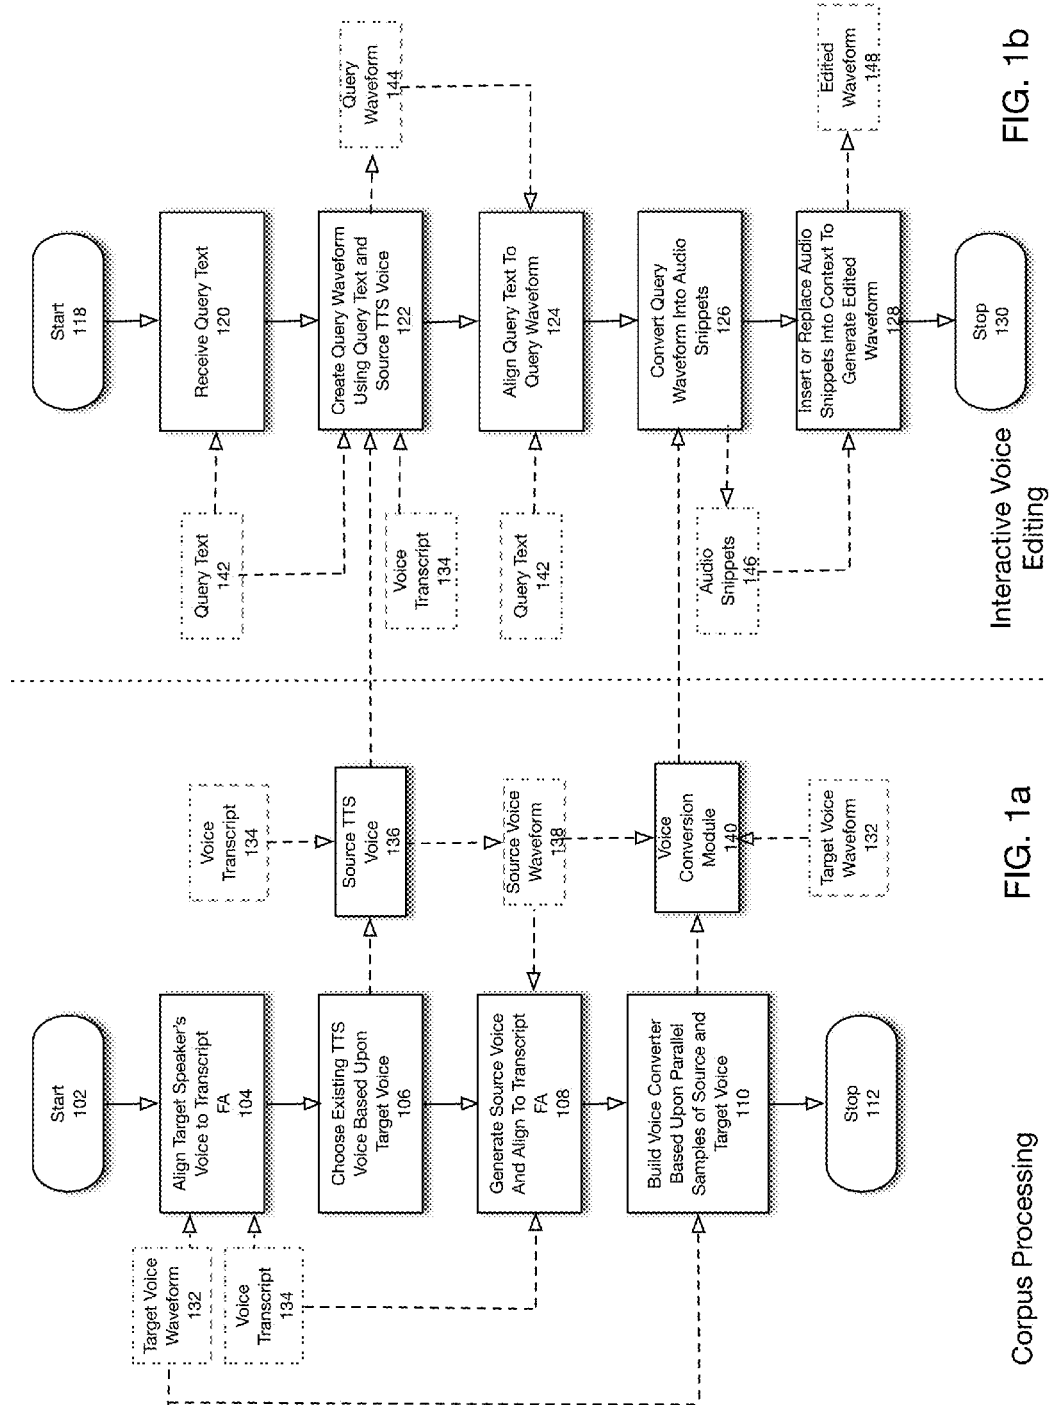 Start
102
Align Target Speaker's
Voice to Transcript
FA
104
Target Voice
Waveform
132
Voice
Transcript
134
Choose Existing TTS
Voice Based Upon
Target Voice
106
Voice
Transcript
134
Source TTS
Voice
136
Generate Source Voice
And Align To Transcript
FA
108
Source Voice
Waveform
138
Build Voice Converter
Based Upon Parallel
Samples of Source and
Target Voice
110
Voice
Conversion
Module
140
Target Voice
Waveform
132
Stop
112
Corpus Processing
FIG. 1a
Start
118
Receive Query Text
120
Query Text
142
Create Query Waveform
Using Query Text and
Source TTS Voice
122
Query
Waveform
144
Voice
Transcript
134
Align Query Text To
Query Waveform
124
Query Text
142
Convert Query
Waveform Into Audio
Snippets
126
Audio
Snippets
146
Insert or Replace Audio
Snippets Into Context To
Generate Edited
Waveform
128
Edited
Waveform
148
Stop
130
Interactive Voice
Editing
FIG. 1b